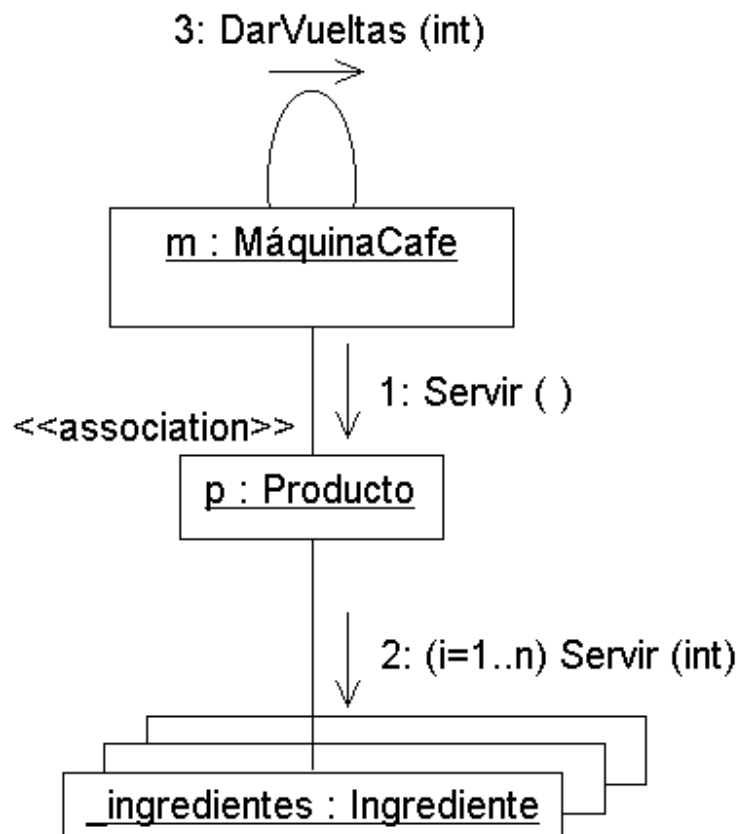 3: DarVueltas (int)
m : MáquinaCafe
1: Servir ( )
<<association>>
p : Producto
2: (i=1..n) Servir (int)
_ingredientes : Ingrediente